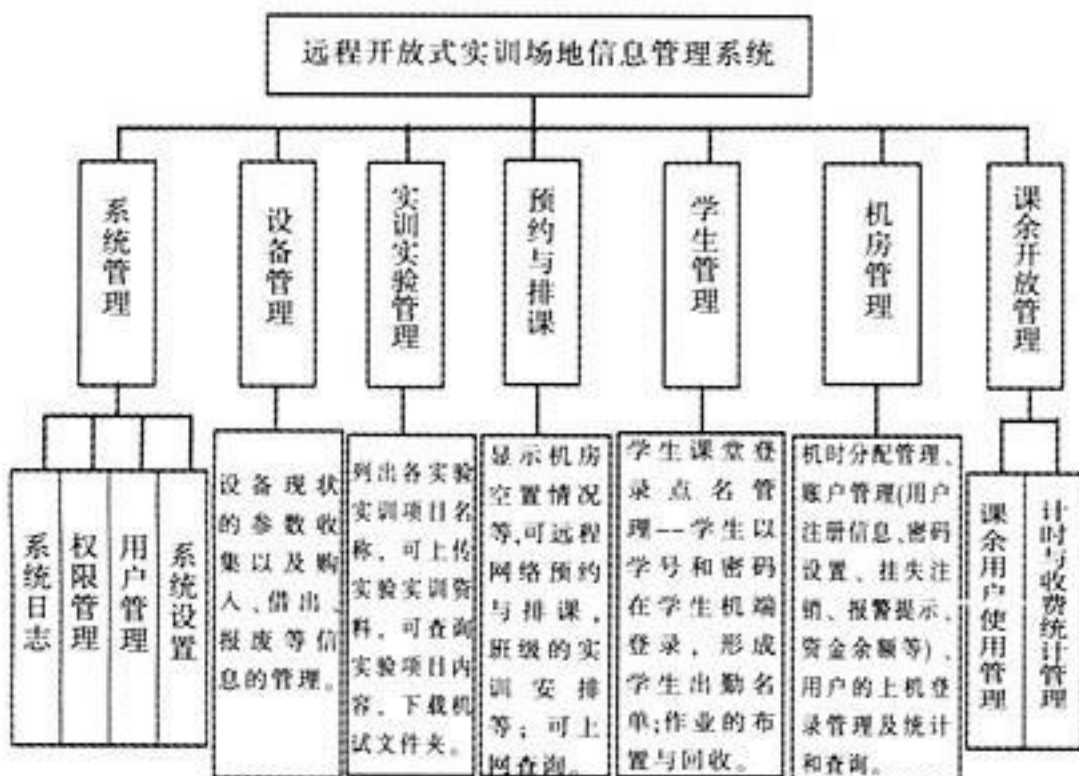 远程开放式实训场地信息管理系统
系统管理
设备管理
实训实验管理
预约与排课
学生管理
机房管理
课余开放管理
系统日志
权限管理
用户管理
系统设置
设备现状
的参数收
集以及购
入、借出、
报废等信
息的管理。
列出各实验
实训项目名
称，可上传
实验实训资
料，可查询
实验项目内
容，下载机
试文件夹。
显示机房
空置情况
等,可远程
网络预约
与排课，
班级的实
训安排
等；可上
网查询。
学生课堂登
录点名管
理--学生以
学号和密码
在学生机端
登录，形成
学生出勤名
单;作业的布
置与回收。
机时分配管理、
账户管理(用户
注册信息、密码
设置、挂失注
销、报警提示、
资金余额等)、
用户的上机登
录管理及统计
和查询。
课余用户使用管理
计时与收费统计管理